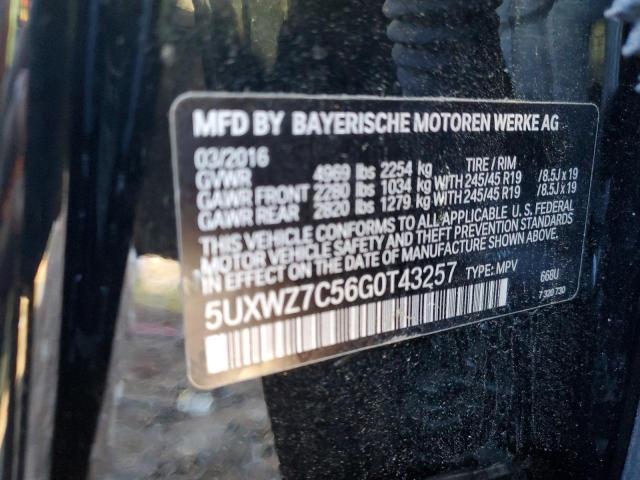 MFD BY BAYERISCHE MOTOREN WERKE AG
03/2016 TIRE / RIM
GVWR 4969 lbs 2254 kg
GAWR FRONT 2280 lbs 1034 kg WITH 245/45 R19 / 8.5J x 19
GAWR REAR 2820 lbs 1279 kg WITH 245/45 R19 / 8.5J x 19
THIS VEHICLE CONFORMS TO ALL APPLICABLE U. S. FEDERAL
MOTOR VEHICLE SAFETY AND THEFT PREVENTION STANDARDS
IN EFFECT ON THE DATE OF MANUFACTURE SHOWN ABOVE.
5UXWZ7C56G0T43257 TYPE: MPV 668U
7 320 730